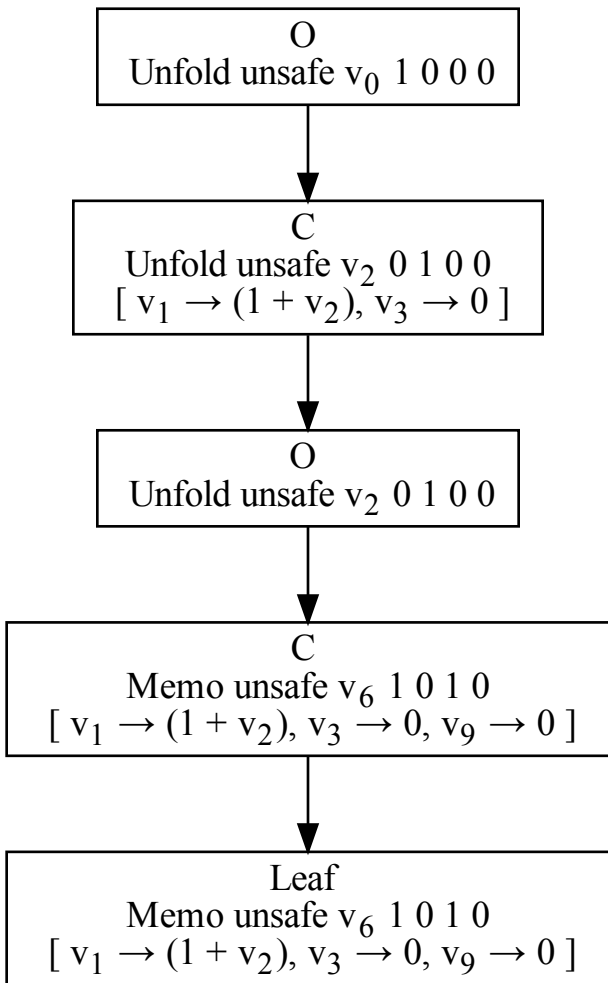 O
Unfold unsafe v₀ 1 0 0 0
C
Unfold unsafe v₂ 0 1 0 0
[ v₁ → (1 + v₂), v₃ → 0 ]
O
Unfold unsafe v₂ 0 1 0 0
C
Memo unsafe v₆ 1 0 1 0
[ v₁ → (1 + v₂), v₃ → 0, v₉ → 0 ]
Leaf
Memo unsafe v₆ 1 0 1 0
[ v₁ → (1 + v₂), v₃ → 0, v₉ → 0 ]